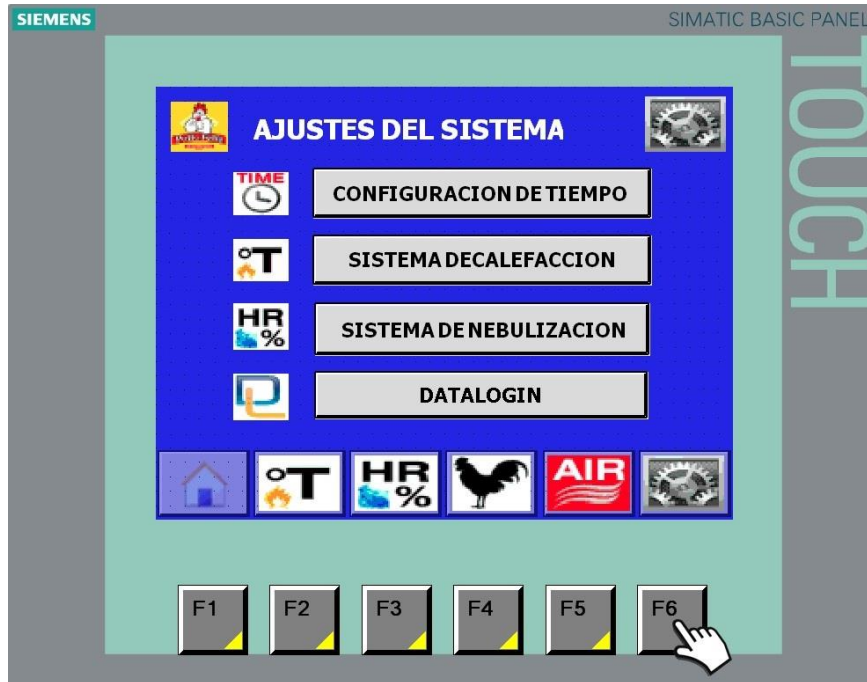 SIEMENS
SIMATIC BASIC PANEL
TOUCH
AJUSTES DEL SISTEMA
TIME
CONFIGURACION DE TIEMPO
°T
SISTEMA DECALEFACCION
HR
%
SISTEMA DE NEBULIZACION
DATALOGIN
°T
HR
%
AIR
F1
F2
F3
F4
F5
F6